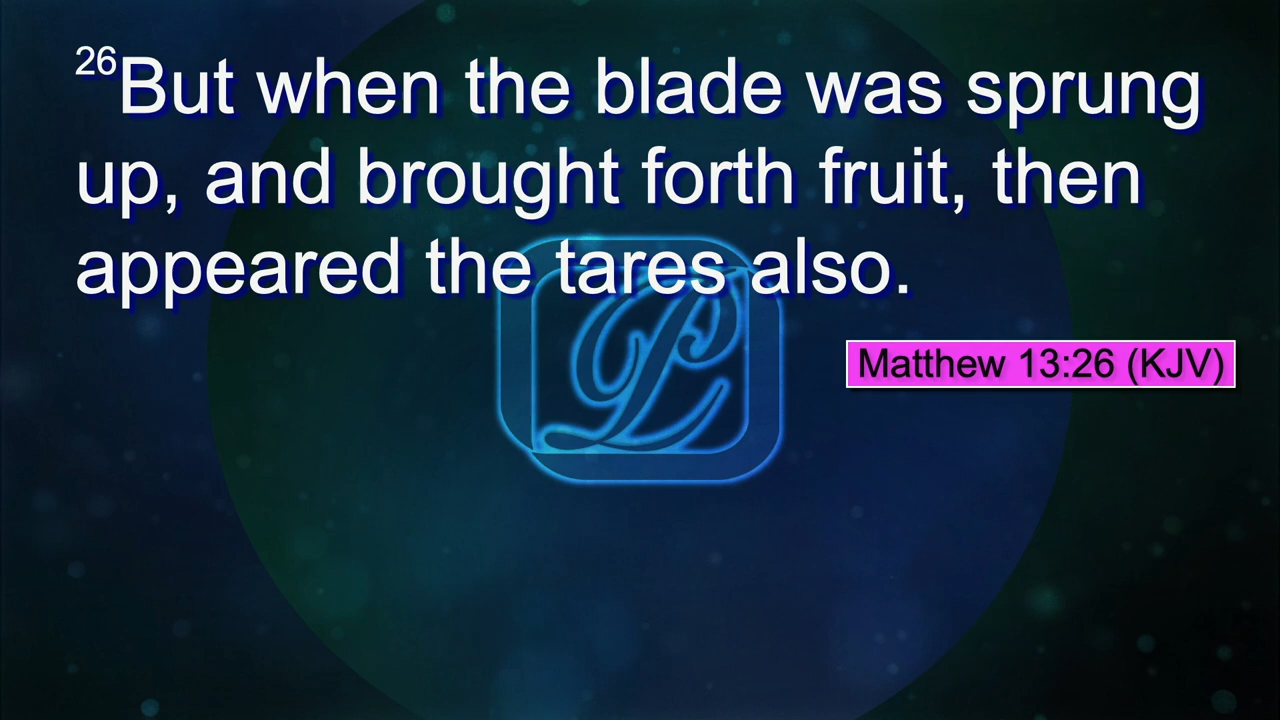 26But when the blade was sprung
up, and brought forth fruit, then
appeared the tares also.
Matthew 13:26 (KJV)